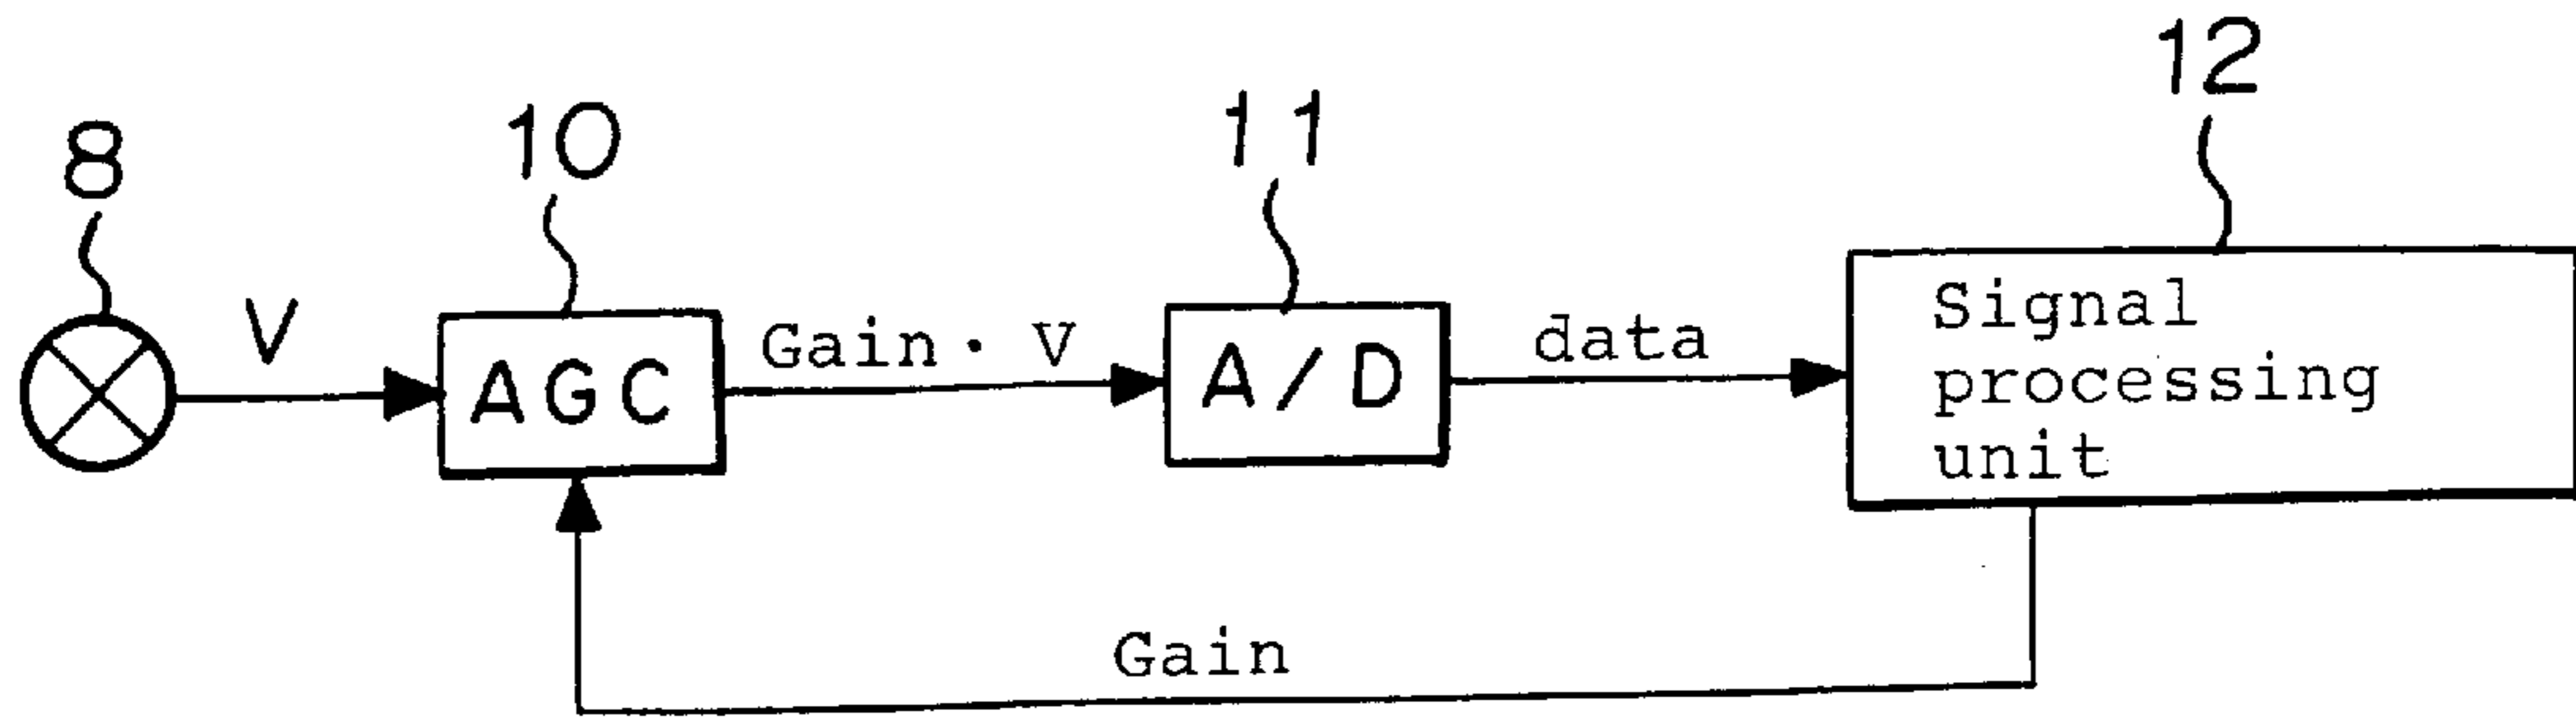 8
10
11
12
V
AGC
Gain · V
A/D
data
Signal
processing
unit
Gain